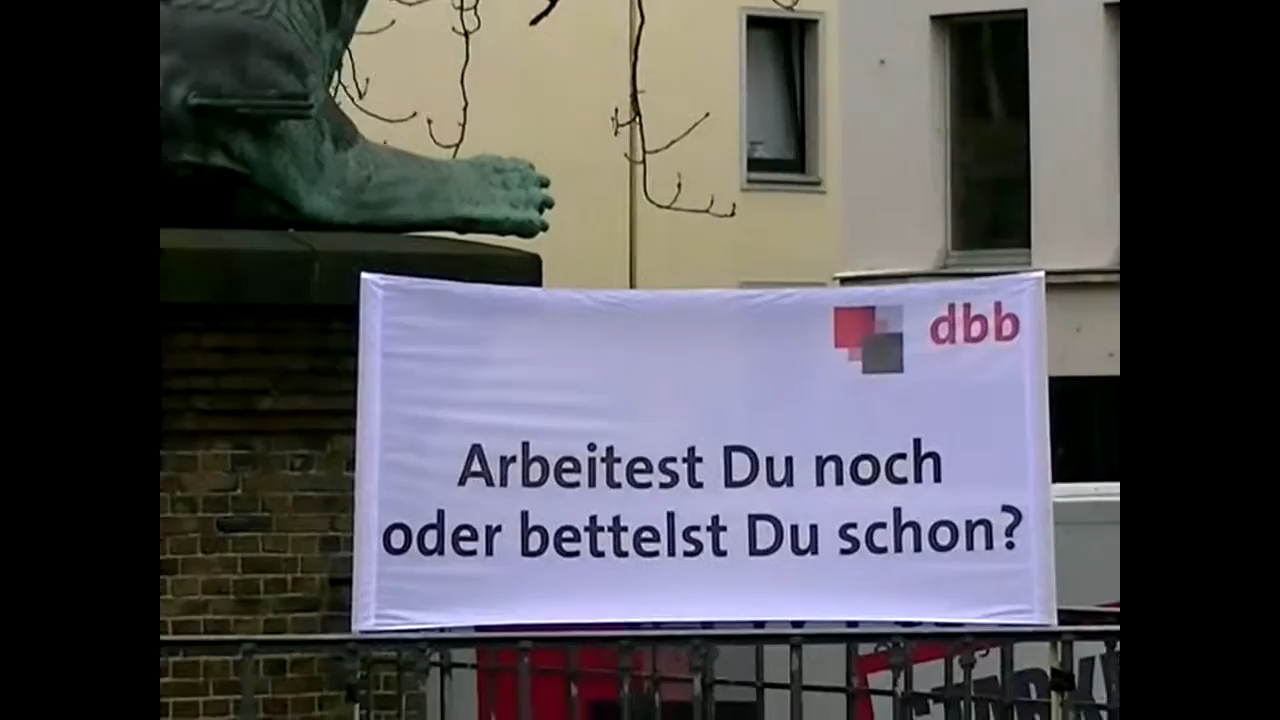 dbb
Arbeitest Du noch
oder bettelst Du schon?